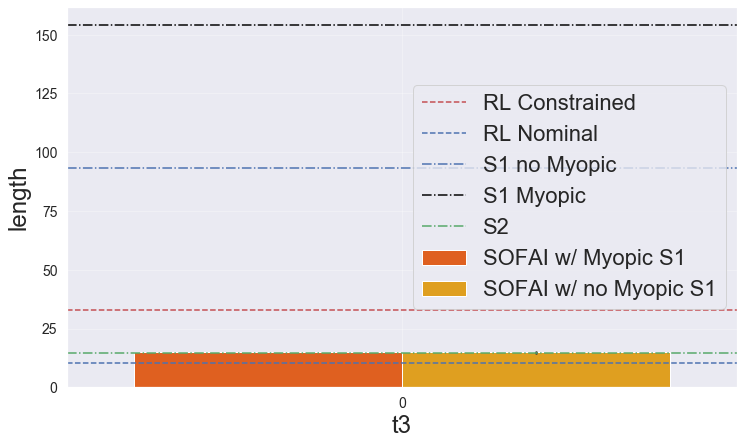 150
125
100
75
50
25
0
length
RL Constrained
RL Nominal
S1 no Myopic
S1 Myopic
S2
SOFAI w/ Myopic S1
SOFAI w/ no Myopic S1
0
t3